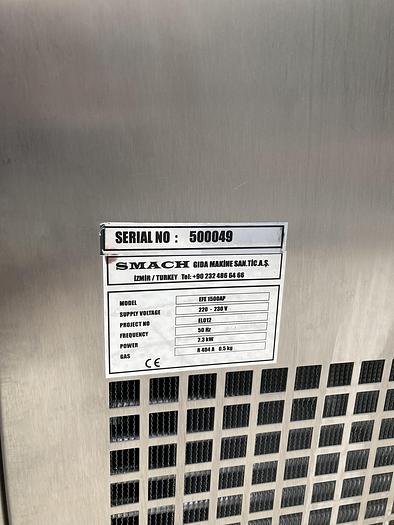 SERIAL NO : 500049
SMACH GIDA MAKİNE SAN.TİC.A.Ş.
İZMİR / TURKEY Tel: +90 232 486 64 66
MODEL EFE 1500AP
SUPPLY VOLTAGE 220 - 230 V
PROJECT NO EL012
FREQUENCY 50 Hz
POWER 2.3 kW
GAS R 404 A 0.5 kg
CE